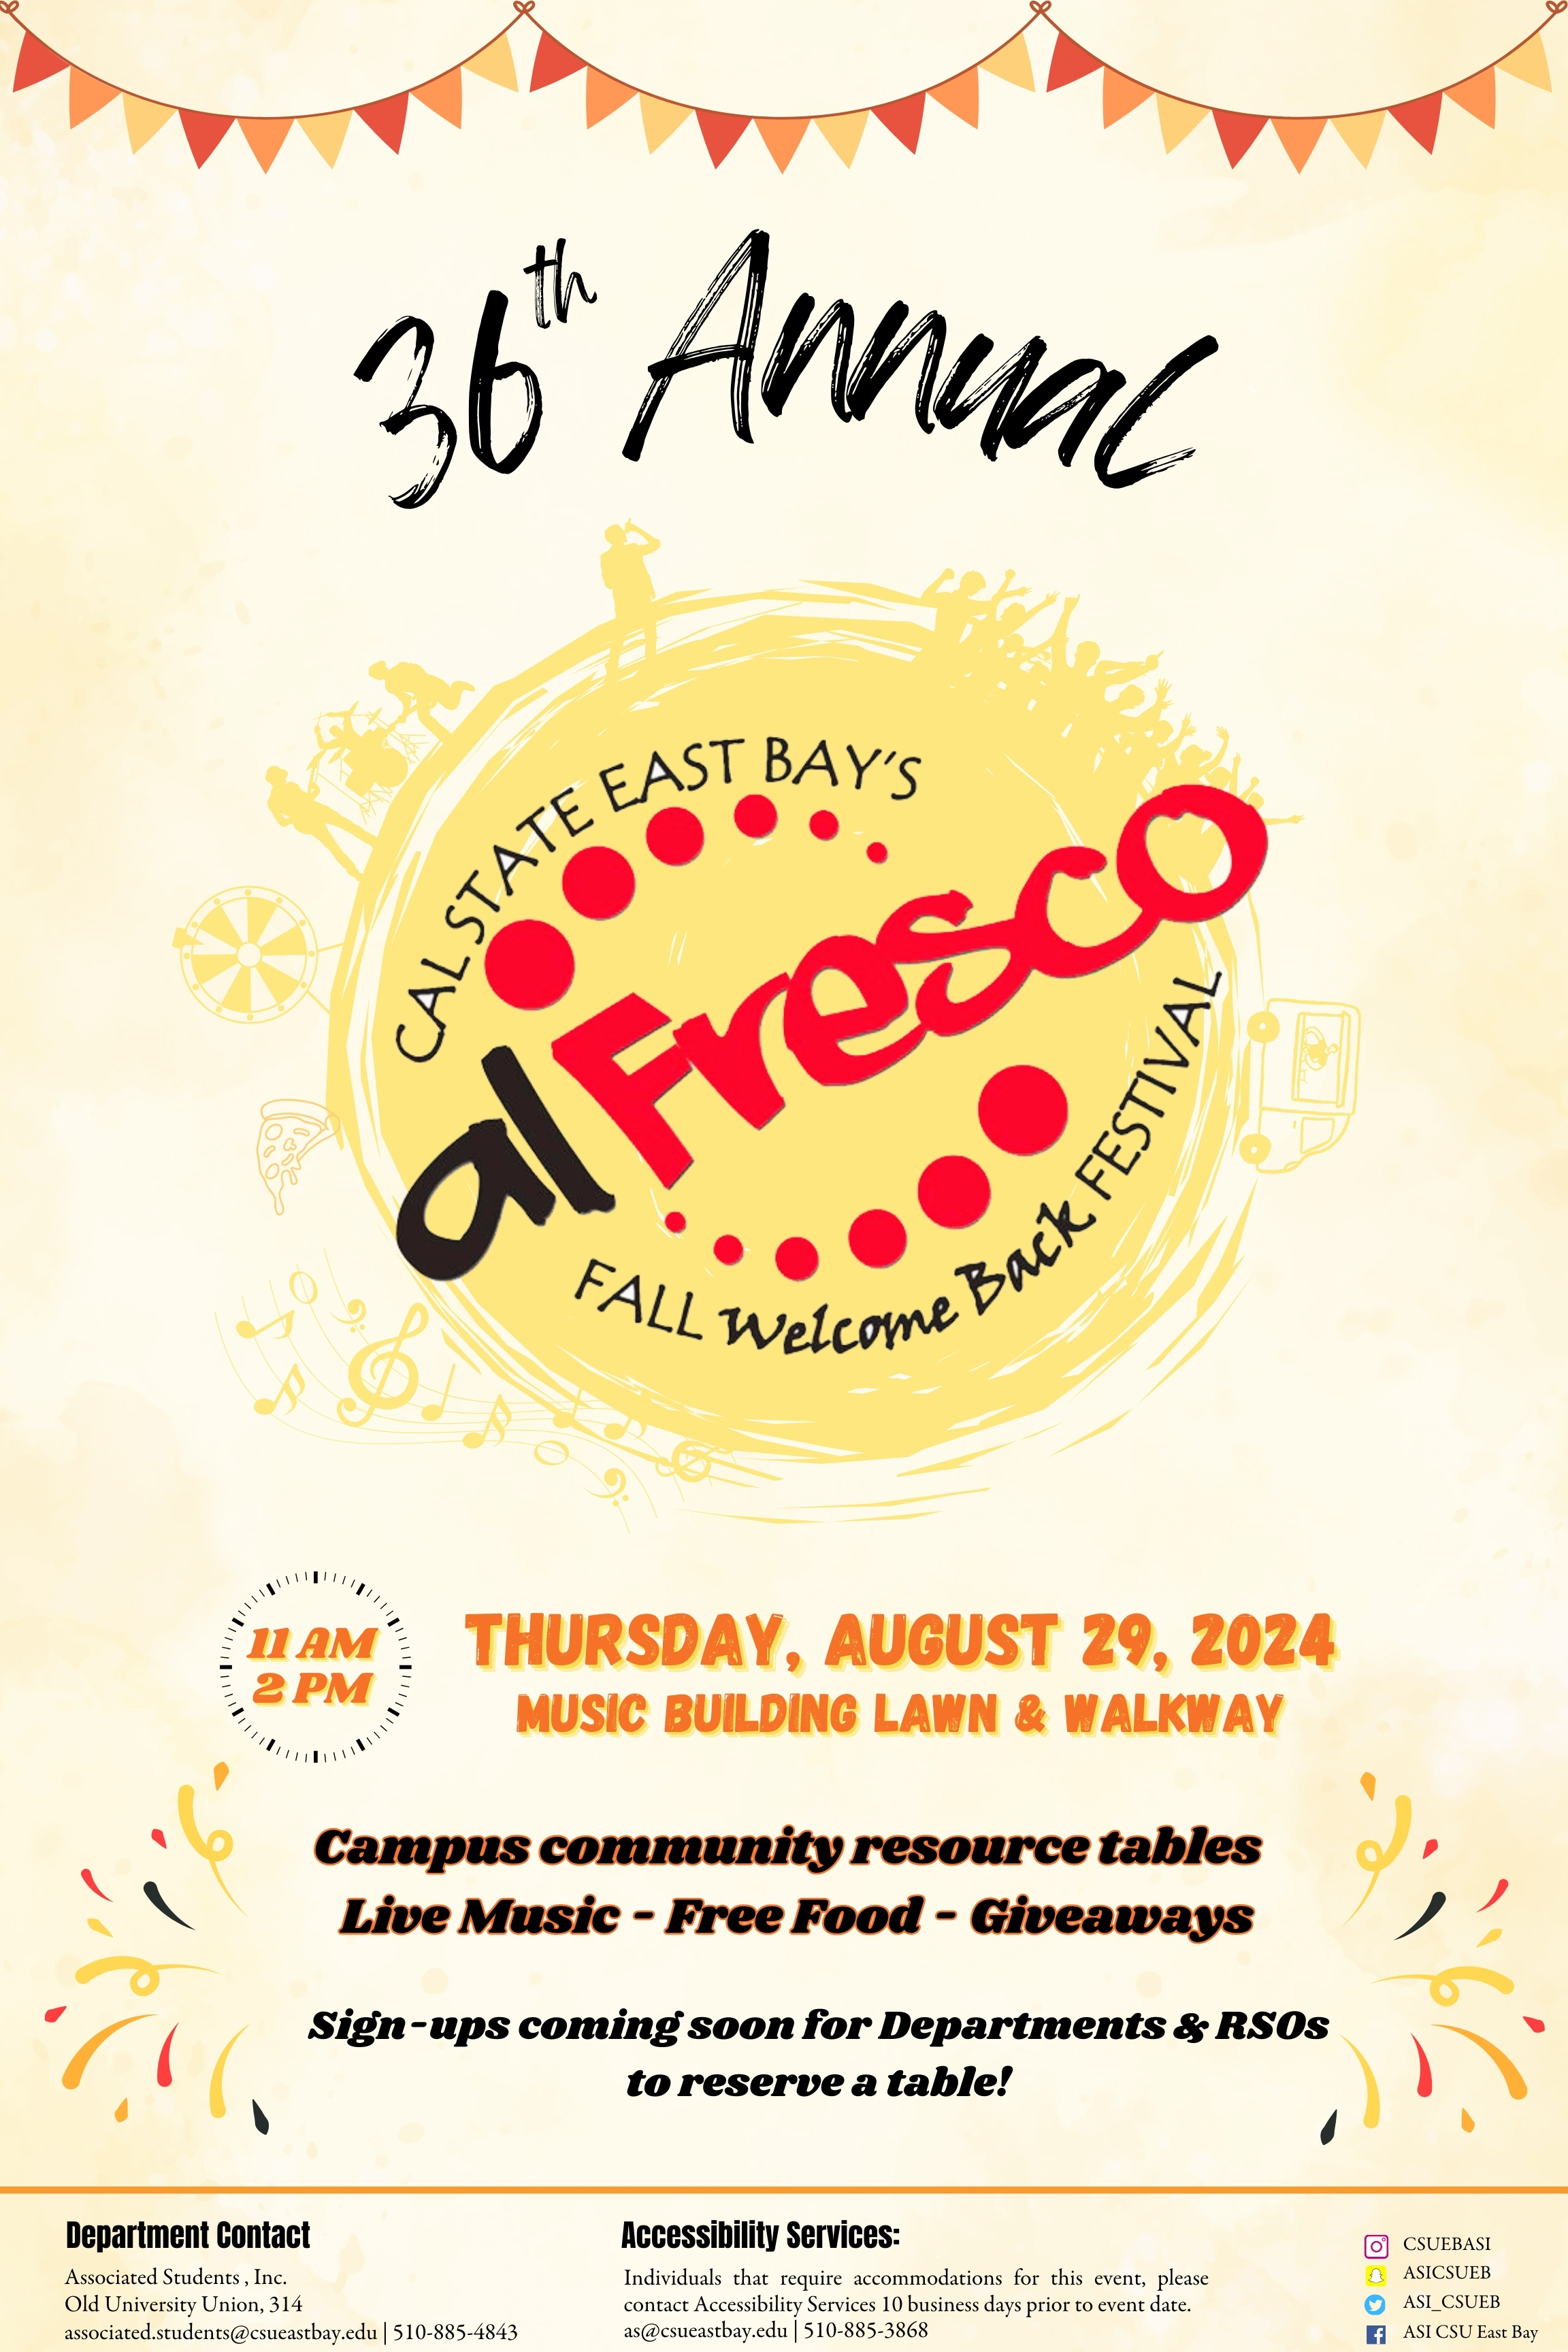 36th Annual
CAL STATE EAST BAY'S
al Fresco
FALL Welcome Back FESTIVAL
11 AM
2 PM
THURSDAY, AUGUST 29, 2024
MUSIC BUILDING LAWN & WALKWAY
Campus community resource tables
Live Music - Free Food - Giveaways
Sign-ups coming soon for Departments & RSOs
to reserve a table!
Department Contact
Associated Students , Inc.
Old University Union, 314
associated.students@csueastbay.edu | 510-885-4843
Accessibility Services:
Individuals that require accommodations for this event, please
contact Accessibility Services 10 business days prior to event date.
as@csueastbay.edu | 510-885-3868
CSUEBASI
ASICSUEB
ASI_CSUEB
ASI CSU East Bay